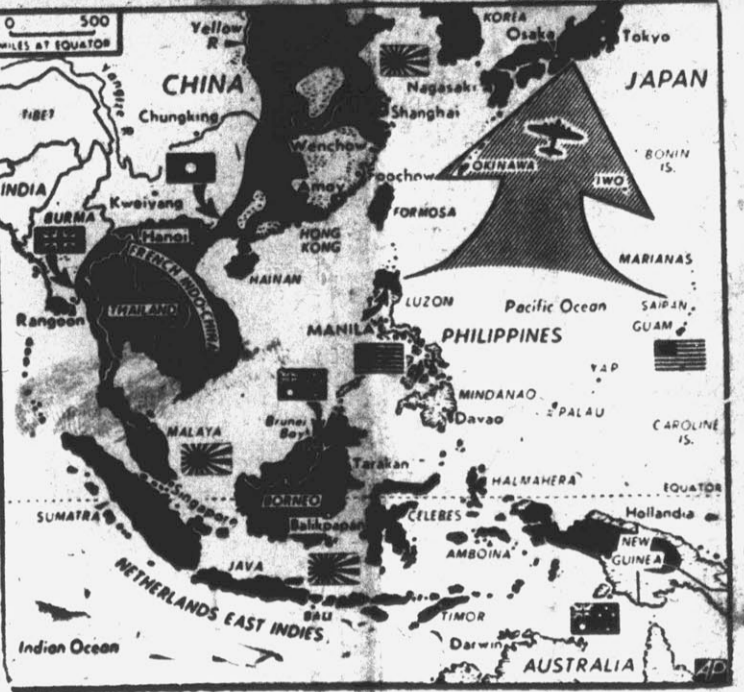 0 500
MILES AT EQUATOR
Yellow
R
KOREA
Osaka
Tokyo
CHINA
Nagasaki
JAPAN
Yangtze R
TIBET
Chungking
Shanghai
Wenchow
OKINAWA
BONIN
IS.
INDIA
Kweiyang
Amoy
Foochow
IWO
BURMA
Hanoi
HONG
KONG
FORMOSA
FRENCH INDO-CHINA
HAINAN
MARIANAS
THAILAND
LUZON
Pacific Ocean
SAIPAN
Rangoon
MANILA
PHILIPPINES
GUAM
YAP
MINDANAO
PALAU
Davao
CAROLINE
IS.
MALAYA
Brunei
Bay
Tarakan
Singapore
HALMAHERA
EQUATOR
BORNEO
SUMATRA
Balikpapan
CELEBES
Hollandia
AMBOINA
NEW
GUINEA
JAVA
NETHERLANDS EAST INDIES
BALI
TIMOR
Indian Ocean
Darwin
AUSTRALIA
AP